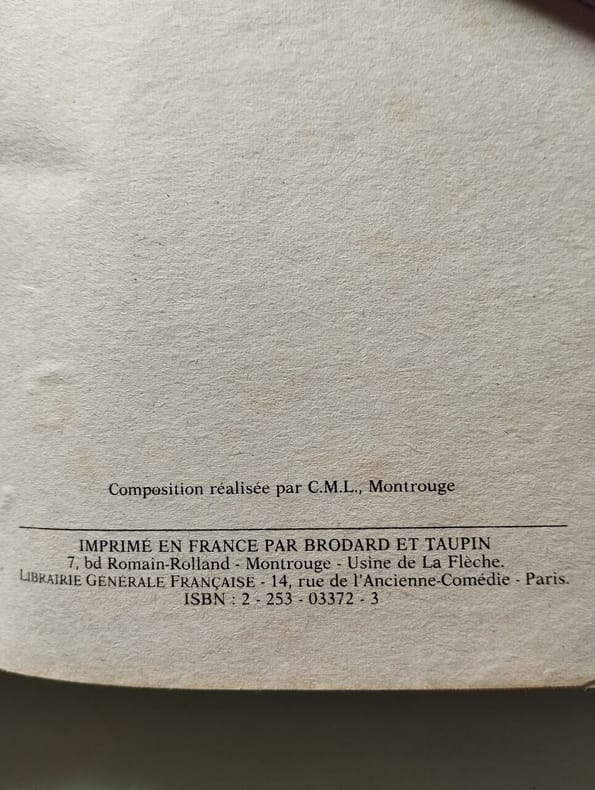 Composition réalisée par C.M.L., Montrouge
IMPRIMÉ EN FRANCE PAR BRODARD ET TAUPIN
7, bd Romain-Rolland - Montrouge - Usine de La Flèche.
LIBRAIRIE GÉNÉRALE FRANÇAISE - 14, rue de l'Ancienne-Comédie - Paris.
ISBN : 2 - 253 - 03372 - 3